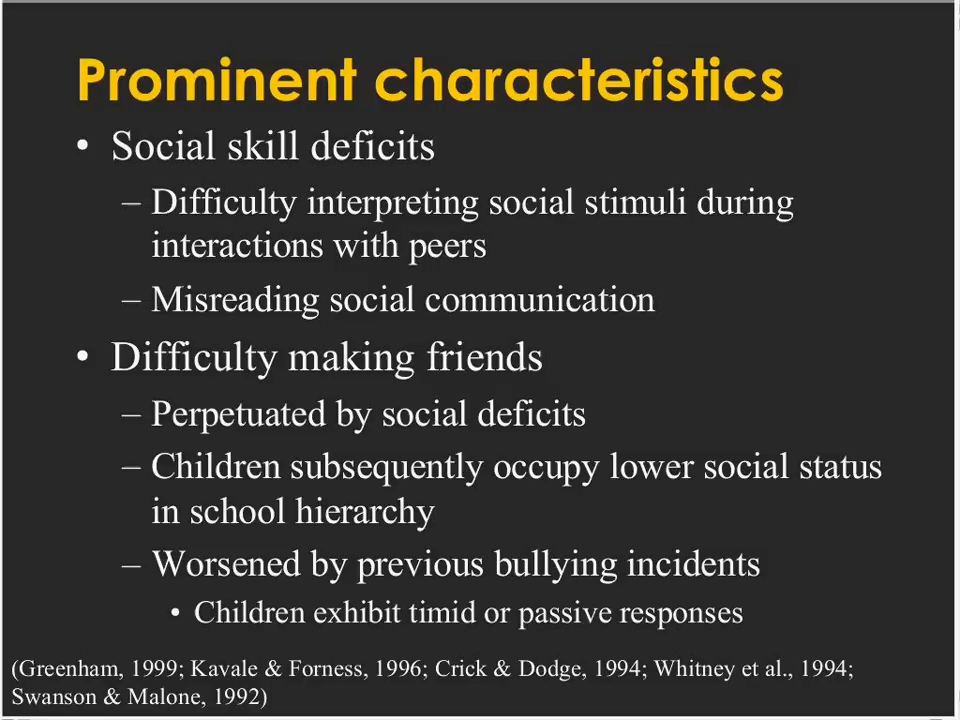 Prominent characteristics
• Social skill deficits
– Difficulty interpreting social stimuli during
interactions with peers
– Misreading social communication
• Difficulty making friends
– Perpetuated by social deficits
– Children subsequently occupy lower social status
in school hierarchy
– Worsened by previous bullying incidents
• Children exhibit timid or passive responses
(Greenham, 1999; Kavale & Forness, 1996; Crick & Dodge, 1994; Whitney et al., 1994;
Swanson & Malone, 1992)